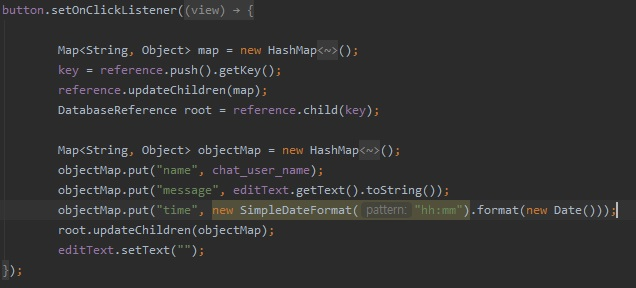 button.setOnClickListener((view) → {
Map<String, Object> map = new HashMap<~>();
key = reference.push().getKey();
reference.updateChildren(map);
DatabaseReference root = reference.child(key);
Map<String, Object> objectMap = new HashMap<~>();
objectMap.put("name", chat_user_name);
objectMap.put("message", editText.getText().toString());
objectMap.put("time", new SimpleDateFormat( pattern: "hh:mm").format(new Date()));
root.updateChildren(objectMap);
editText.setText("");
});